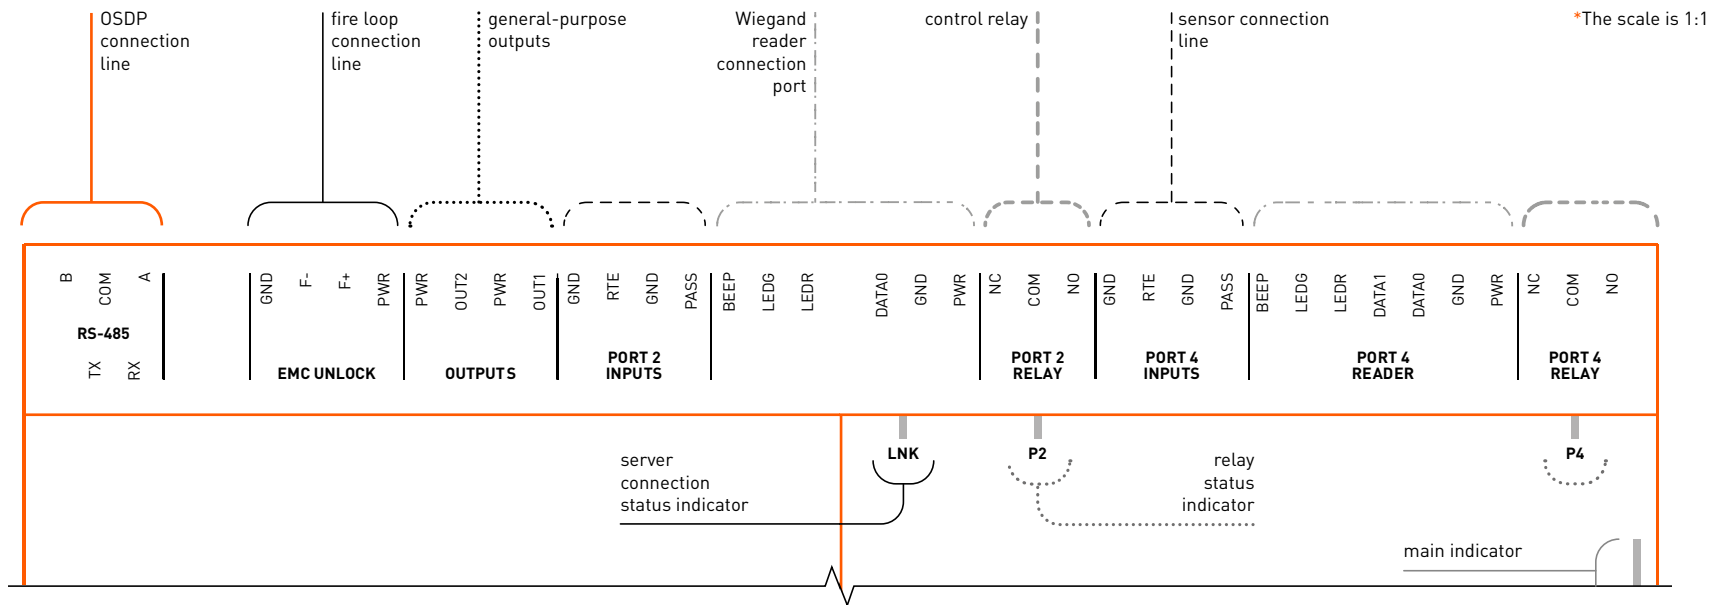 OSDP
connection
line
fire loop
connection
line
general-purpose
outputs
Wiegand
reader
connection
port
control relay
sensor connection
line
*The scale is 1:1
B
COM
A
RS-485
TX
RX
GND
F-
F+
PWR
EMC UNLOCK
PWR
OUT2
PWR
OUT1
OUTPUTS
GND
RTE
GND
PASS
PORT 2
INPUTS
BEEP
LEDG
LEDR
DATA0
GND
PWR
NC
COM
NO
PORT 2
RELAY
GND
RTE
GND
PASS
PORT 4
INPUTS
BEEP
LEDG
LEDR
DATA1
DATA0
GND
PWR
PORT 4
READER
NC
COM
NO
PORT 4
RELAY
LNK
P2
P4
server
connection
status indicator
relay
status
indicator
main indicator